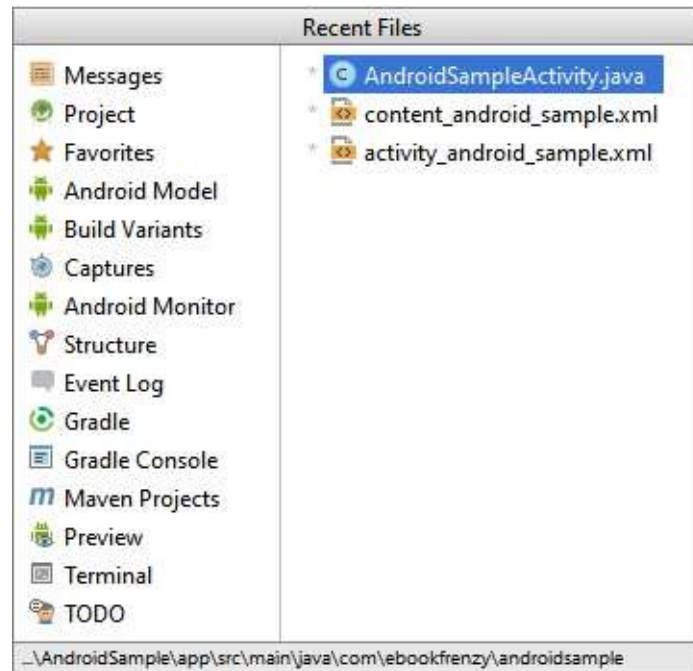 Recent Files
Messages
Project
Favorites
Android Model
Build Variants
Captures
Android Monitor
Structure
Event Log
Gradle
Gradle Console
Maven Projects
Preview
Terminal
TODO
* AndroidSampleActivity.java
* content_android_sample.xml
* activity_android_sample.xml
...\AndroidSample\app\src\main\java\com\ebookfrenzy\androidsample